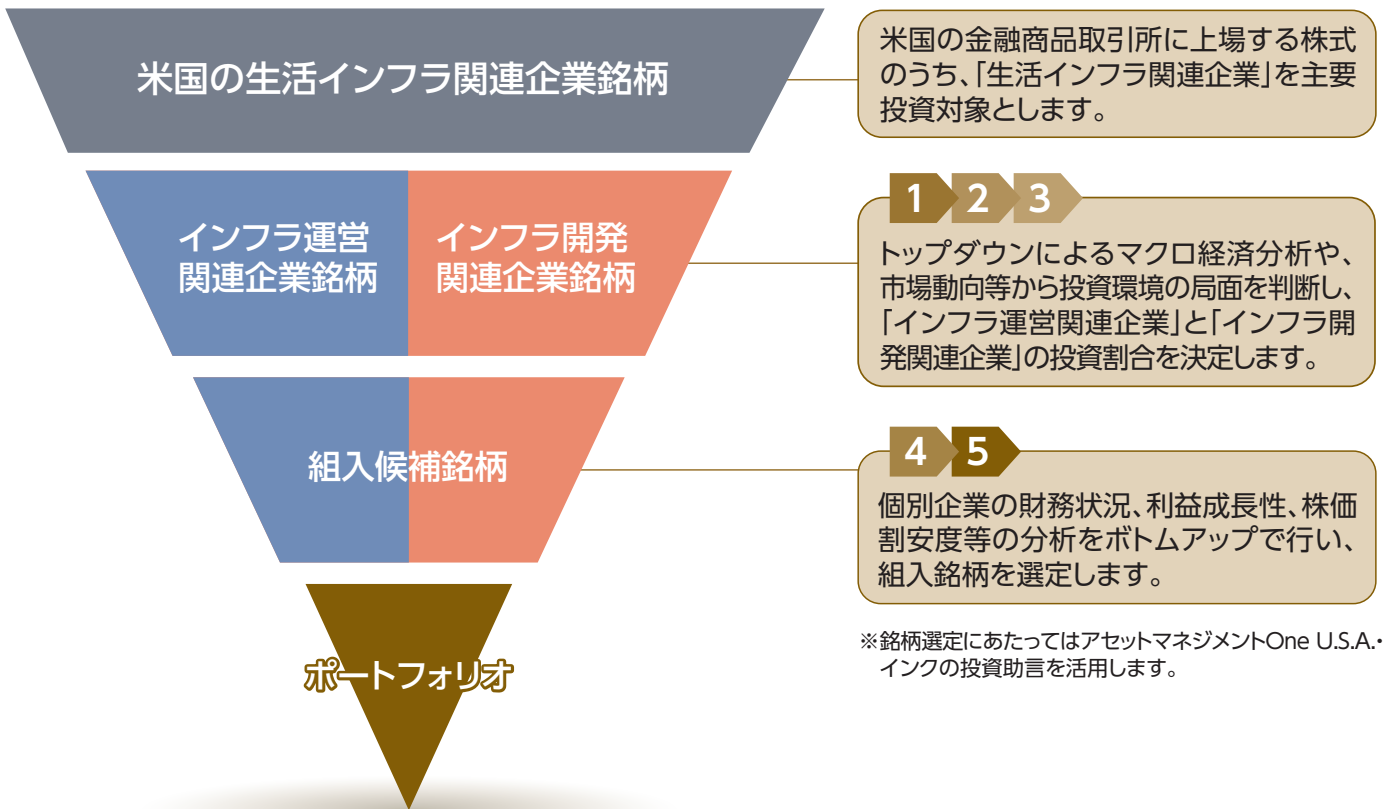 米国の生活インフラ関連企業銘柄
米国の金融商品取引所に上場する株式
のうち、「生活インフラ関連企業」を主要
投資対象とします。
インフラ運営
関連企業銘柄
インフラ開発
関連企業銘柄
1 2 3
トップダウンによるマクロ経済分析や、
市場動向等から投資環境の局面を判断し、
「インフラ運営関連企業」と「インフラ開
発関連企業」の投資割合を決定します。
組入候補銘柄
4 5
個別企業の財務状況、利益成長性、株価
割安度等の分析をボトムアップで行い、
組入銘柄を選定します。
※銘柄選定にあたってはアセットマネジメントOne U.S.A.・
インクの投資助言を活用します。
ポートフォリオ